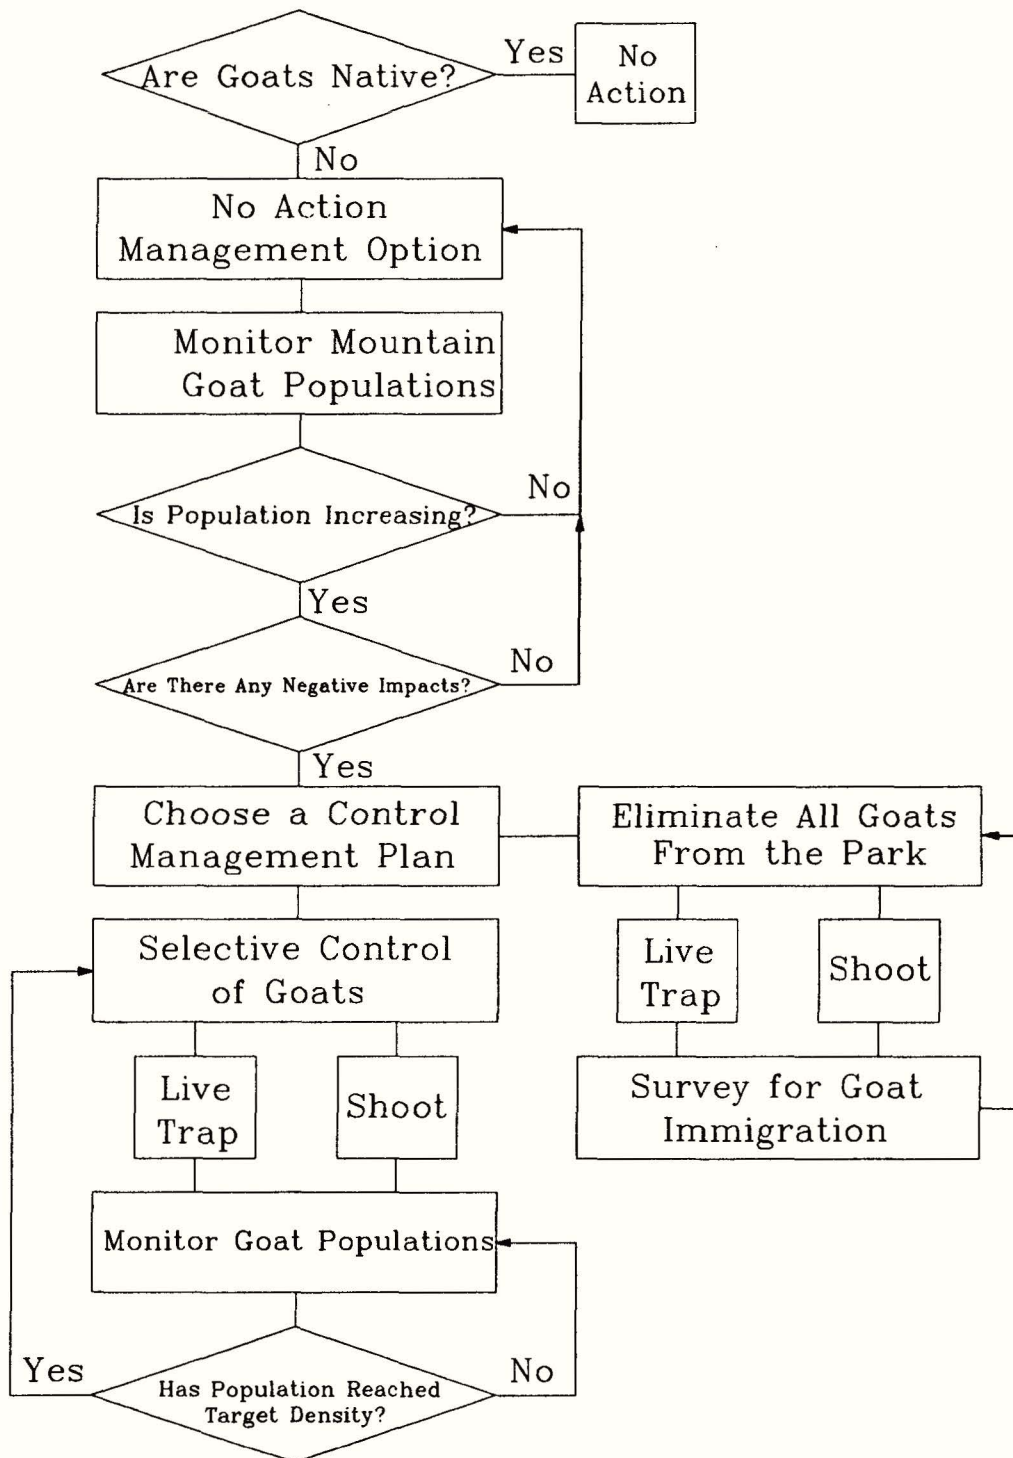 Are Goats Native?
Yes
No
Action
No
No Action
Management Option
Monitor Mountain
Goat Populations
Is Population Increasing?
No
Yes
Are There Any Negative Impacts?
No
Yes
Choose a Control
Management Plan
Eliminate All Goats
From the Park
Selective Control
of Goats
Live
Trap
Shoot
Live
Trap
Shoot
Survey for Goat
Immigration
Monitor Goat Populations
Has Population Reached
Target Density?
Yes
No